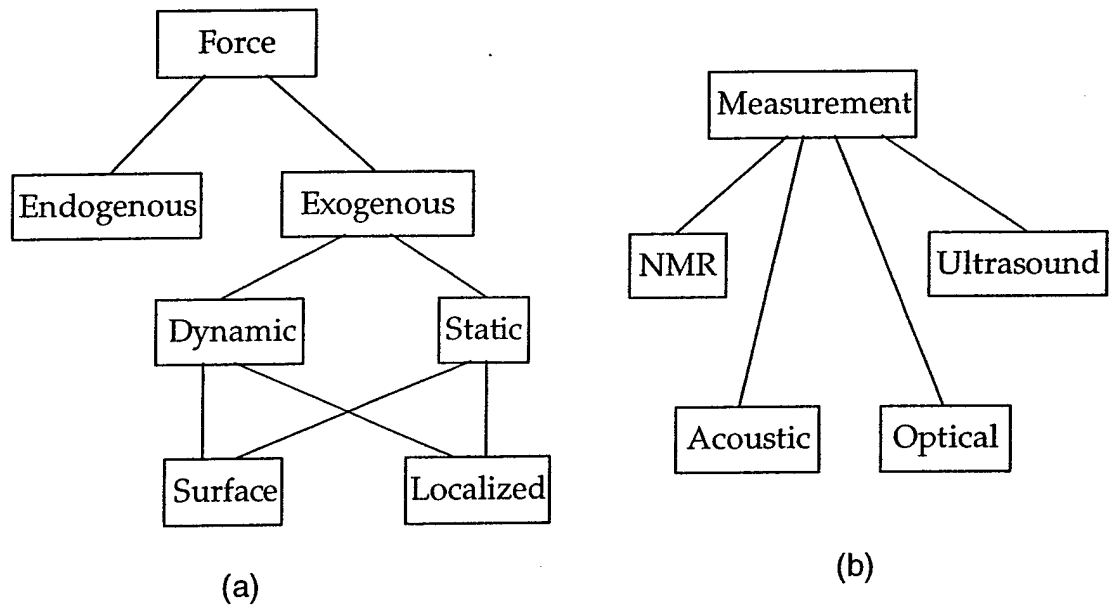 Force
Endogenous
Exogenous
Dynamic
Static
Surface
Localized
(a)
Measurement
NMR
Ultrasound
Acoustic
Optical
(b)